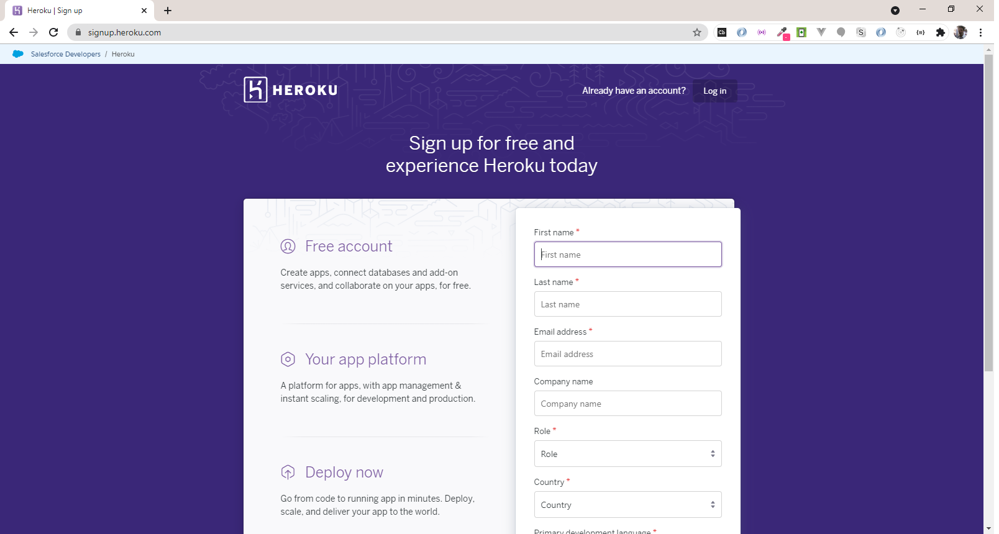 Heroku | Sign up
signup.heroku.com
Cb
S
Salesforce Developers / Heroku
HEROKU
Already have an account?
Log in
Sign up for free and
experience Heroku today
Free account
Create apps, connect databases and add-on
services, and collaborate on your apps, for free.
Your app platform
A platform for apps, with app management &
instant scaling, for development and production.
Deploy now
Go from code to running app in minutes. Deploy,
scale, and deliver your app to the world.
First name *
First name
Last name *
Last name
Email address *
Email address
Company name
Company name
Role *
Role
Country *
Country
Primary development language *